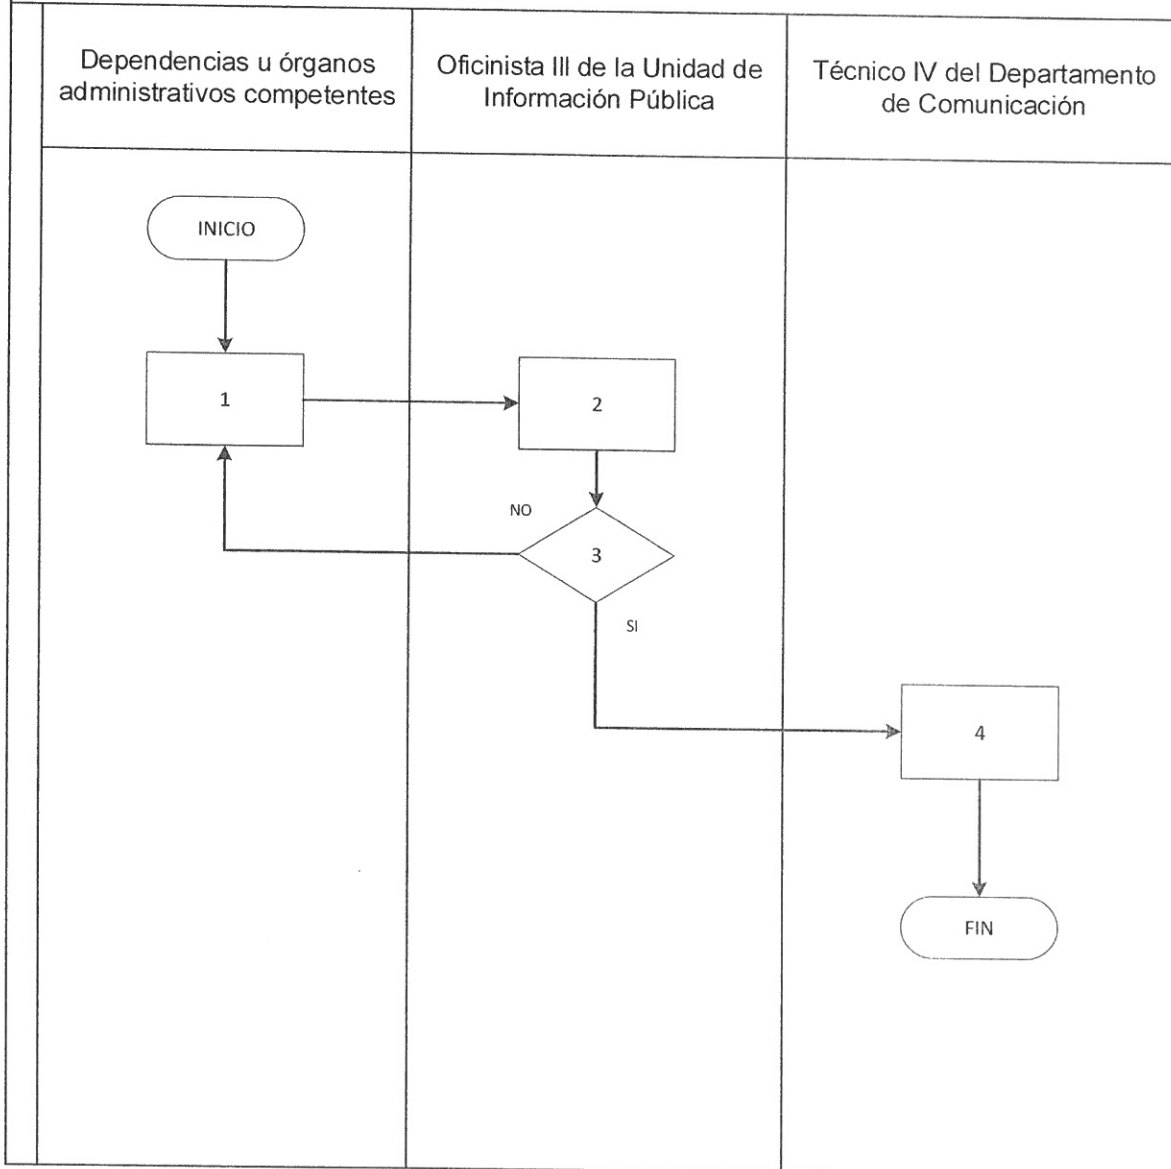 Dependencias u órganos
administrativos competentes
Oficinista III de la Unidad de
Información Pública
Técnico IV del Departamento
de Comunicación
INICIO
1
2
NO
3
SI
4
FIN